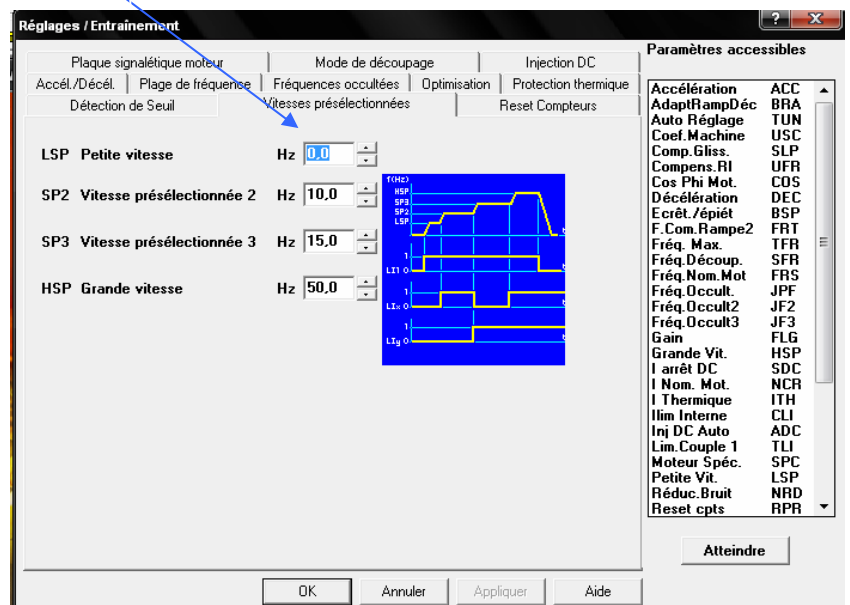 Réglages / Entraînement
Plaque signalétique moteur
Mode de découpage
Injection DC
Accél./Décél.
Plage de fréquence
Fréquences occultées
Optimisation
Protection thermique
Détection de Seuil
Vitesses présélectionnées
Reset Compteurs
LSP Petite vitesse Hz 0,0
SP2 Vitesse présélectionnée 2 Hz 10,0
SP3 Vitesse présélectionnée 3 Hz 15,0
HSP Grande vitesse Hz 50,0
f(Hz)
HSP
SP3
SP2
LSP
t
1
LI1 0
t
1
LIx 0
t
1
LIy 0
t
Paramètres accessibles
Accélération ACC
AdaptRampDéc BRA
Auto Réglage TUN
Coef.Machine USC
Comp.Gliss. SLP
Compens.RI UFR
Cos Phi Mot. COS
Décélération DEC
Ecrêt./épiét BSP
F.Com.Rampe2 FRT
Fréq. Max. TFR
Fréq.Découp. SFR
Fréq.Nom.Mot FRS
Fréq.Occult. JPF
Fréq.Occult2 JF2
Fréq.Occult3 JF3
Gain FLG
Grande Vit. HSP
I arrêt DC SDC
I Nom. Mot. NCR
I Thermique ITH
Ilim Interne CLI
Inj DC Auto ADC
Lim.Couple 1 TLI
Moteur Spéc. SPC
Petite Vit. LSP
Réduc.Bruit NRD
Reset cpts RPR
Atteindre
OK
Annuler
Appliquer
Aide